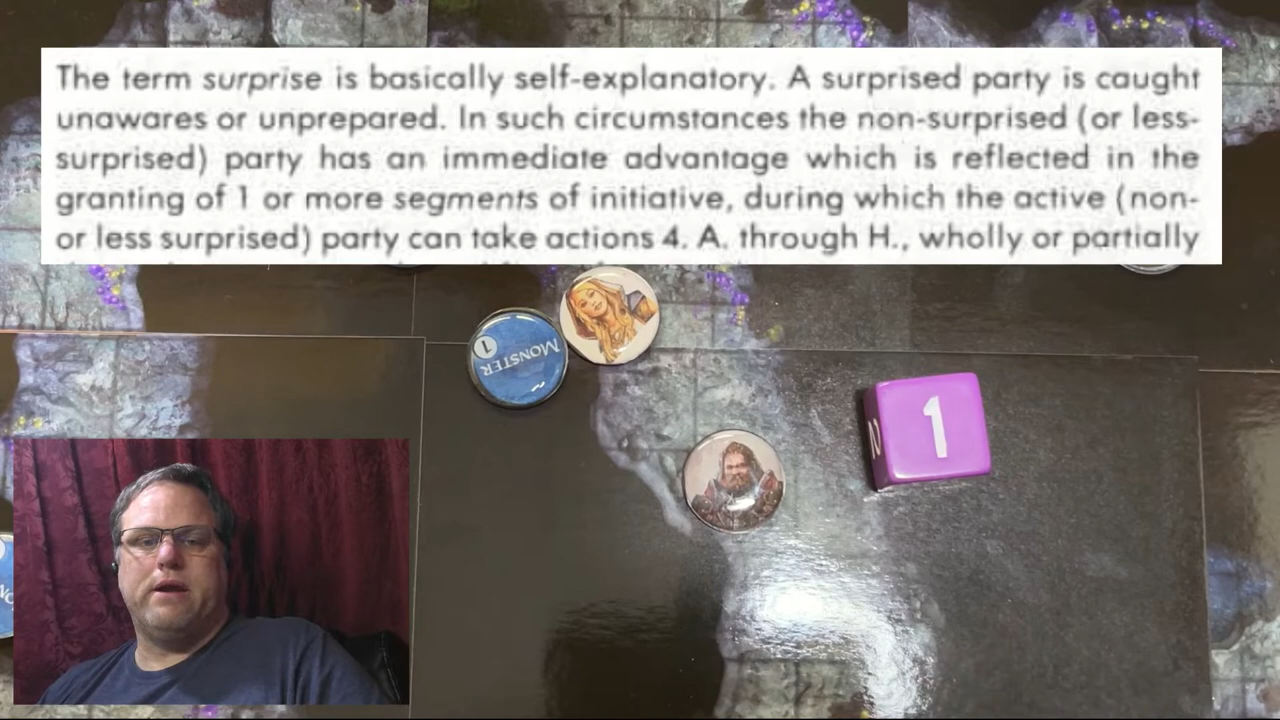 The term surprise is basically self-explanatory. A surprised party is caught
unawares or unprepared. In such circumstances the non-surprised (or less-
surprised) party has an immediate advantage which is reflected in the
granting of 1 or more segments of initiative, during which the active (non-
or less surprised) party can take actions 4. A. through H., wholly or partially
MONSTER
1
1